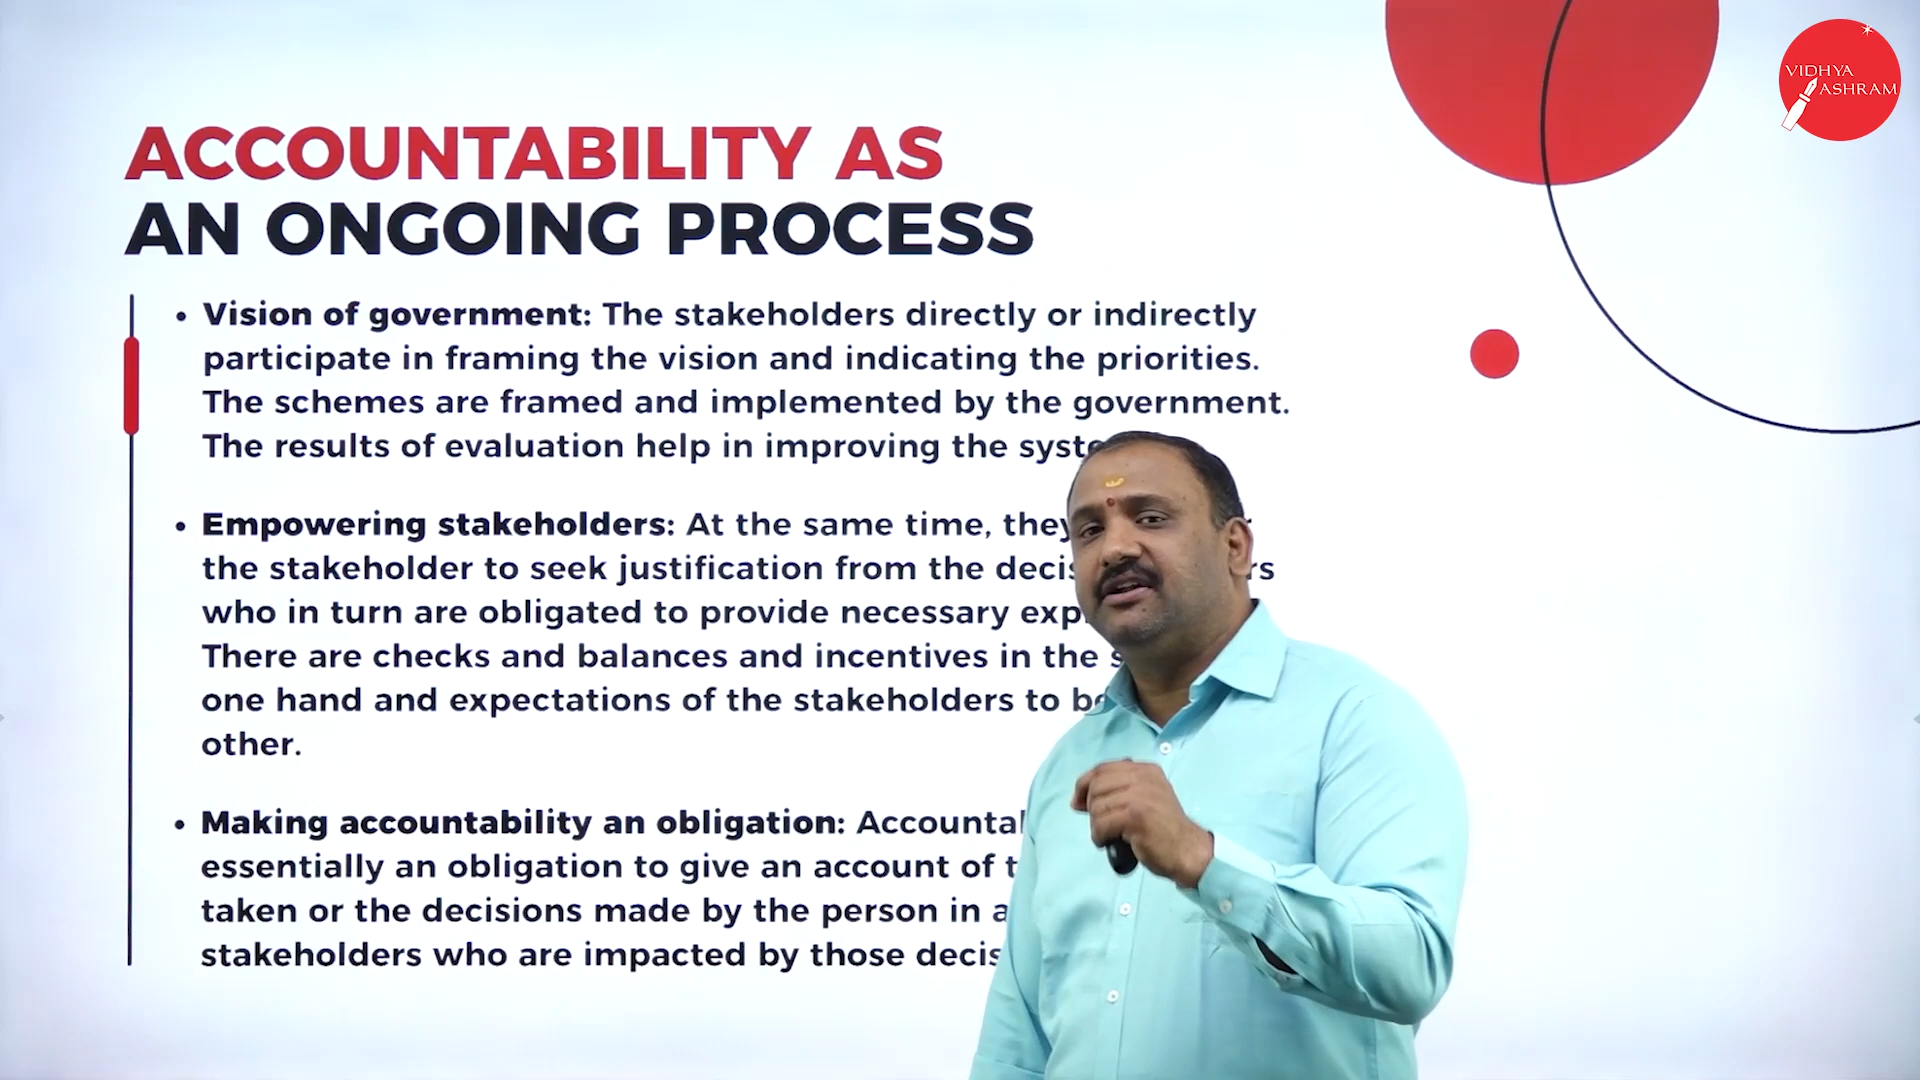 VIDHYA
ASHRAM
ACCOUNTABILITY AS
AN ONGOING PROCESS
• Vision of government: The stakeholders directly or indirectly
participate in framing the vision and indicating the priorities.
The schemes are framed and implemented by the government.
The results of evaluation help in improving the
• Empowering stakeholders: At the same time, they
the stakeholder to seek justification from the
who in turn are obligated to provide necessary
There are checks and balances and incentives in the
one hand and expectations of the stakeholders to
other.
• Making accountability an obligation:
essentially an obligation to give an account of
taken or the decisions made by the person in
stakeholders who are impacted by those